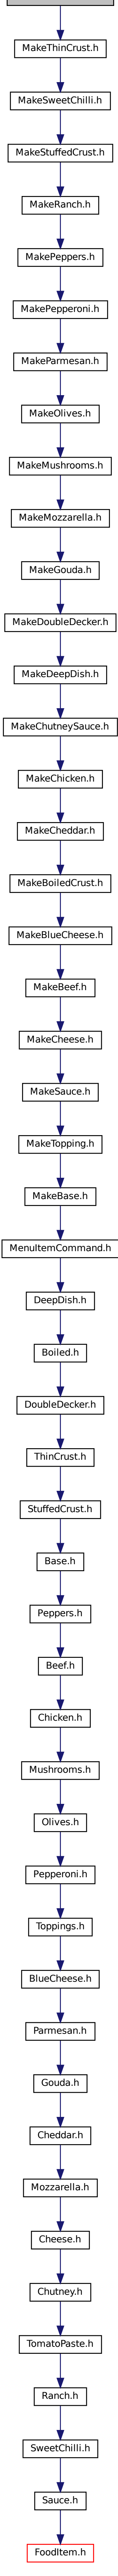 MakeThinCrust.h
MakeSweetChilli.h
MakeStuffedCrust.h
MakeRanch.h
MakePeppers.h
MakePepperoni.h
MakeParmesan.h
MakeOlives.h
MakeMushrooms.h
MakeMozzarella.h
MakeGouda.h
MakeDoubleDecker.h
MakeDeepDish.h
MakeChutneySauce.h
MakeChicken.h
MakeCheddar.h
MakeBoiledCrust.h
MakeBlueCheese.h
MakeBeef.h
MakeCheese.h
MakeSauce.h
MakeTopping.h
MakeBase.h
MenuItemCommand.h
DeepDish.h
Boiled.h
DoubleDecker.h
ThinCrust.h
StuffedCrust.h
Base.h
Peppers.h
Beef.h
Chicken.h
Mushrooms.h
Olives.h
Pepperoni.h
Toppings.h
BlueCheese.h
Parmesan.h
Gouda.h
Cheddar.h
Mozzarella.h
Cheese.h
Chutney.h
TomatoPaste.h
Ranch.h
SweetChilli.h
Sauce.h
FoodItem.h